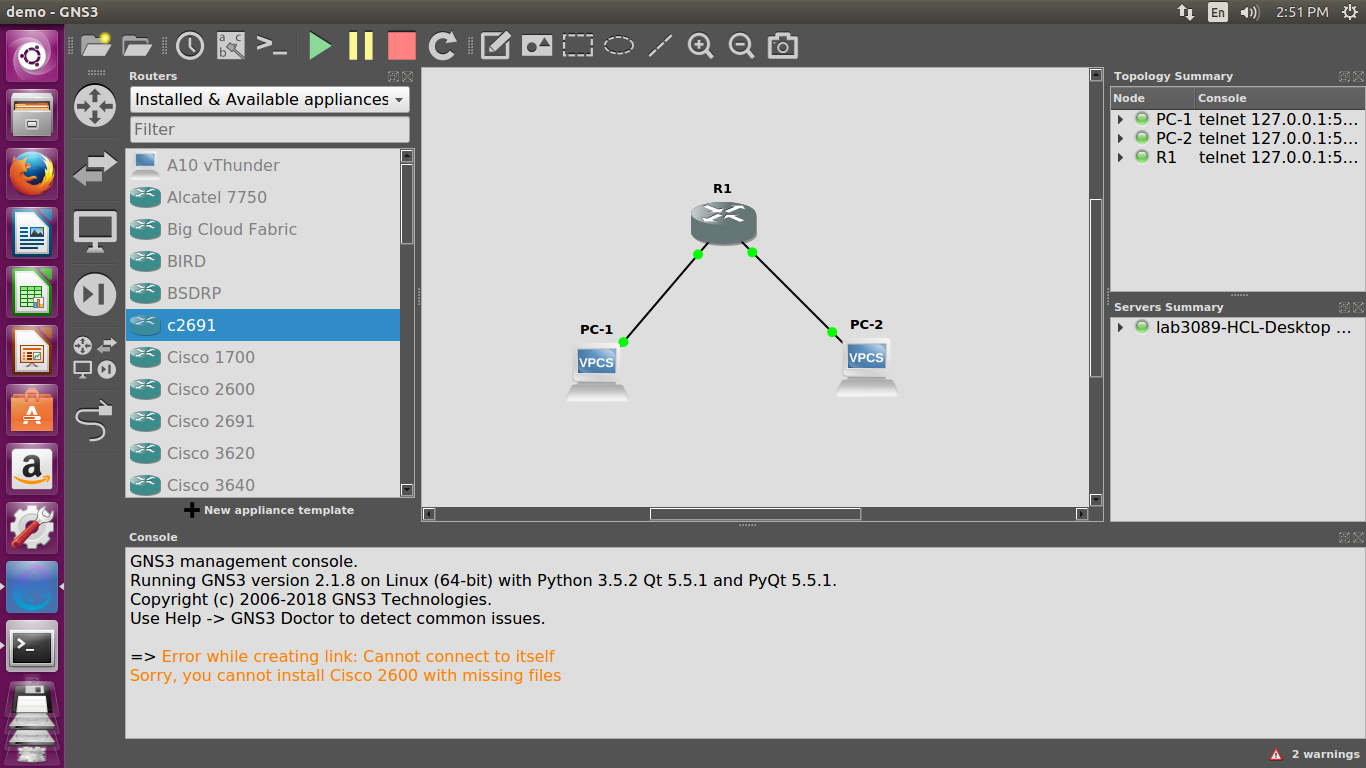 demo - GNS3
En
2:51 PM
Routers
Installed & Available appliances
Filter
A10 vThunder
Alcatel 7750
Big Cloud Fabric
BIRD
BSDRP
c2691
Cisco 1700
Cisco 2600
Cisco 2691
Cisco 3620
Cisco 3640
New appliance template
R1
PC-1
VPCS
PC-2
VPCS
Topology Summary
Node Console
PC-1 telnet 127.0.0.1:5...
PC-2 telnet 127.0.0.1:5...
R1 telnet 127.0.0.1:5...
Servers Summary
lab3089-HCL-Desktop ...
Console
GNS3 management console.
Running GNS3 version 2.1.8 on Linux (64-bit) with Python 3.5.2 Qt 5.5.1 and PyQt 5.5.1.
Copyright (c) 2006-2018 GNS3 Technologies.
Use Help -> GNS3 Doctor to detect common issues.
=> Error while creating link: Cannot connect to itself
Sorry, you cannot install Cisco 2600 with missing files
2 warnings